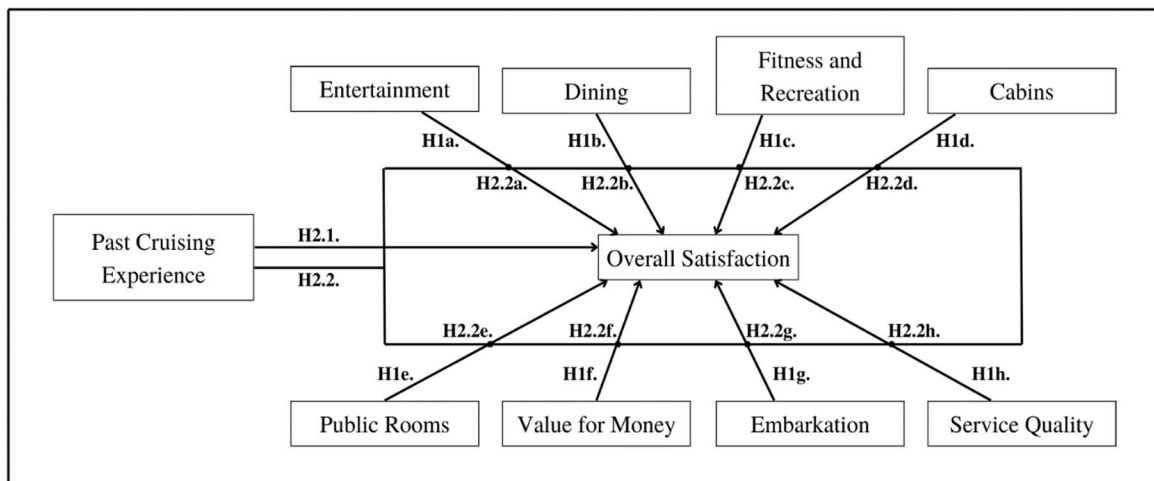 Entertainment
Dining
Fitness and
Recreation
Cabins
H1a.
H1b.
H1c.
H1d.
H2.2a.
H2.2b.
H2.2c.
H2.2d.
Past Cruising
Experience
H2.1.
H2.2.
Overall Satisfaction
H2.2e.
H2.2f.
H2.2g.
H2.2h.
H1e.
H1f.
H1g.
H1h.
Public Rooms
Value for Money
Embarkation
Service Quality